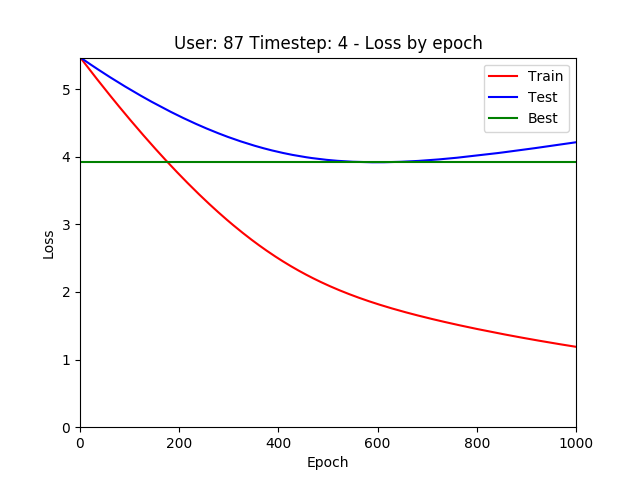 User: 87 Timestep: 4 - Loss by epoch
Train
Test
Best
5
4
3
2
1
0
Loss
0 200 400 600 800 1000
Epoch